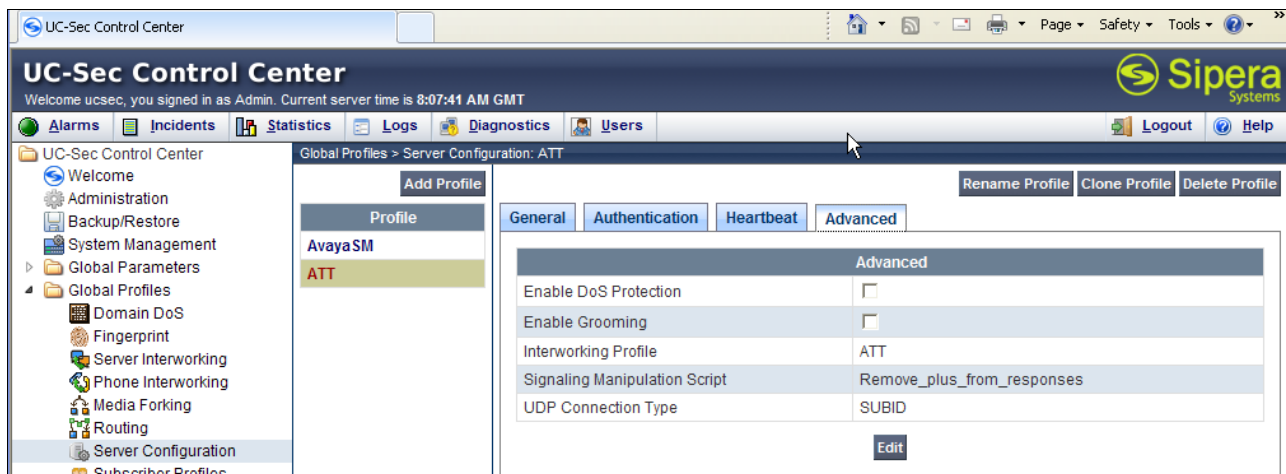 UC-Sec Control Center
Page Safety Tools
UC-Sec Control Center
Welcome ucsec, you signed in as Admin. Current server time is 8:07:41 AM GMT
Sipera
Systems
Alarms Incidents Statistics Logs Diagnostics Users Logout Help
UC-Sec Control Center
Welcome
Administration
Backup/Restore
System Management
Global Parameters
Global Profiles
Domain DoS
Fingerprint
Server Interworking
Phone Interworking
Media Forking
Routing
Server Configuration
Subscriber Profiles
Global Profiles > Server Configuration: ATT
Add Profile
Profile
AvayaSM
ATT
Rename Profile Clone Profile Delete Profile
General Authentication Heartbeat Advanced
Advanced
Enable DoS Protection
Enable Grooming
Interworking Profile ATT
Signaling Manipulation Script Remove_plus_from_responses
UDP Connection Type SUBID
Edit